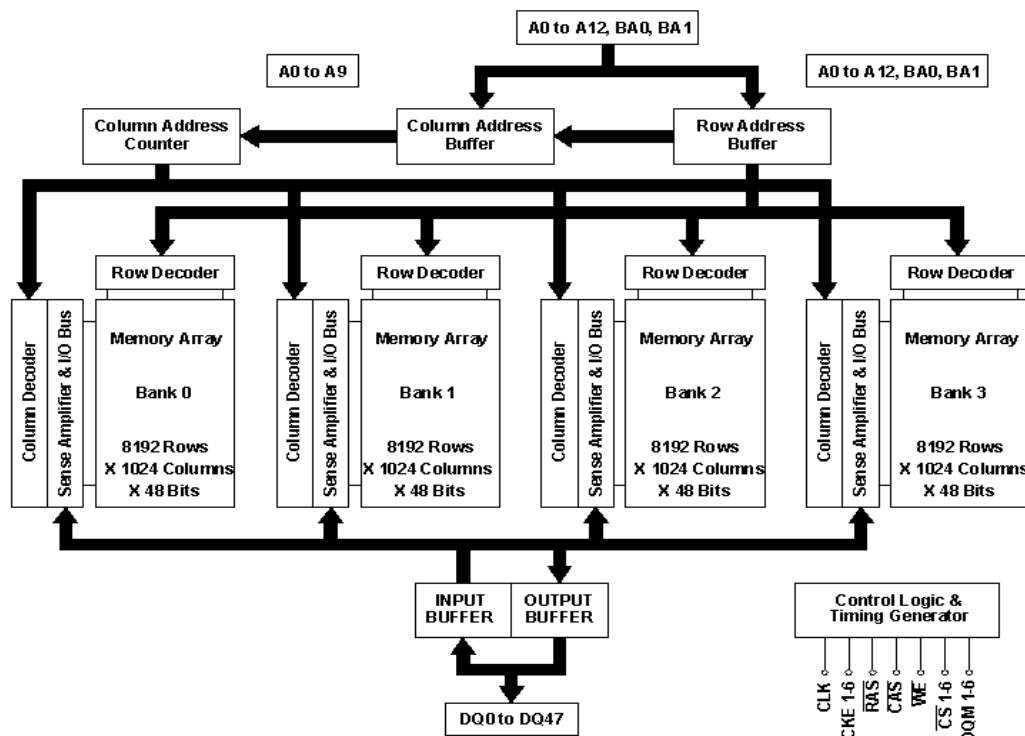 A0 to A12, BA0, BA1
A0 to A9
A0 to A12, BA0, BA1
Column Address
Counter
Column Address
Buffer
Row Address
Buffer
Row Decoder
Row Decoder
Row Decoder
Row Decoder
Column Decoder
Sense Amplifier & I/O Bus
Memory Array
Bank 0
8192 Rows
X 1024 Columns
X 48 Bits
Column Decoder
Sense Amplifier & I/O Bus
Memory Array
Bank 1
8192 Rows
X 1024 Columns
X 48 Bits
Column Decoder
Sense Amplifier & I/O Bus
Memory Array
Bank 2
8192 Rows
X 1024 Columns
X 48 Bits
Column Decoder
Sense Amplifier & I/O Bus
Memory Array
Bank 3
8192 Rows
X 1024 Columns
X 48 Bits
INPUT
BUFFER
OUTPUT
BUFFER
DQ0 to DQ47
Control Logic &
Timing Generator
CLK
CKE 1-6
RAS
CAS
WE
CS 1-6
DQM 1-6